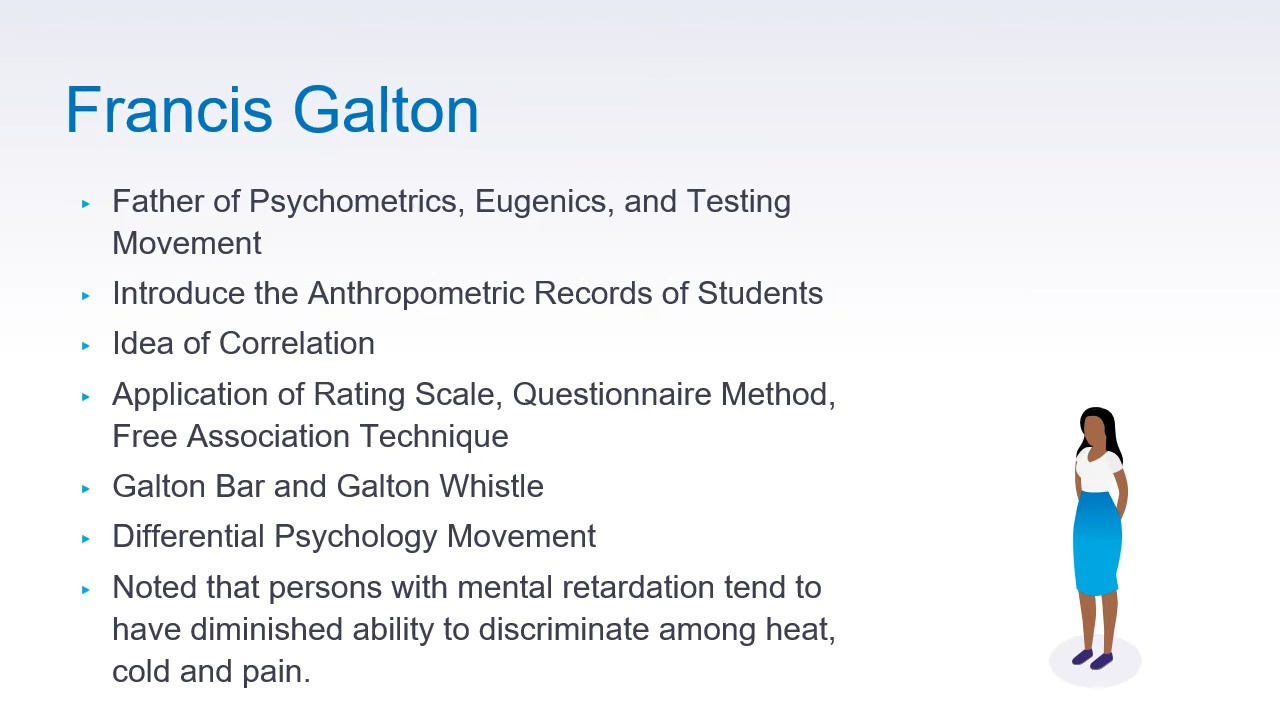 Francis Galton
Father of Psychometrics, Eugenics, and Testing
Movement
Introduce the Anthropometric Records of Students
Idea of Correlation
Application of Rating Scale, Questionnaire Method,
Free Association Technique
Galton Bar and Galton Whistle
Differential Psychology Movement
Noted that persons with mental retardation tend to
have diminished ability to discriminate among heat,
cold and pain.